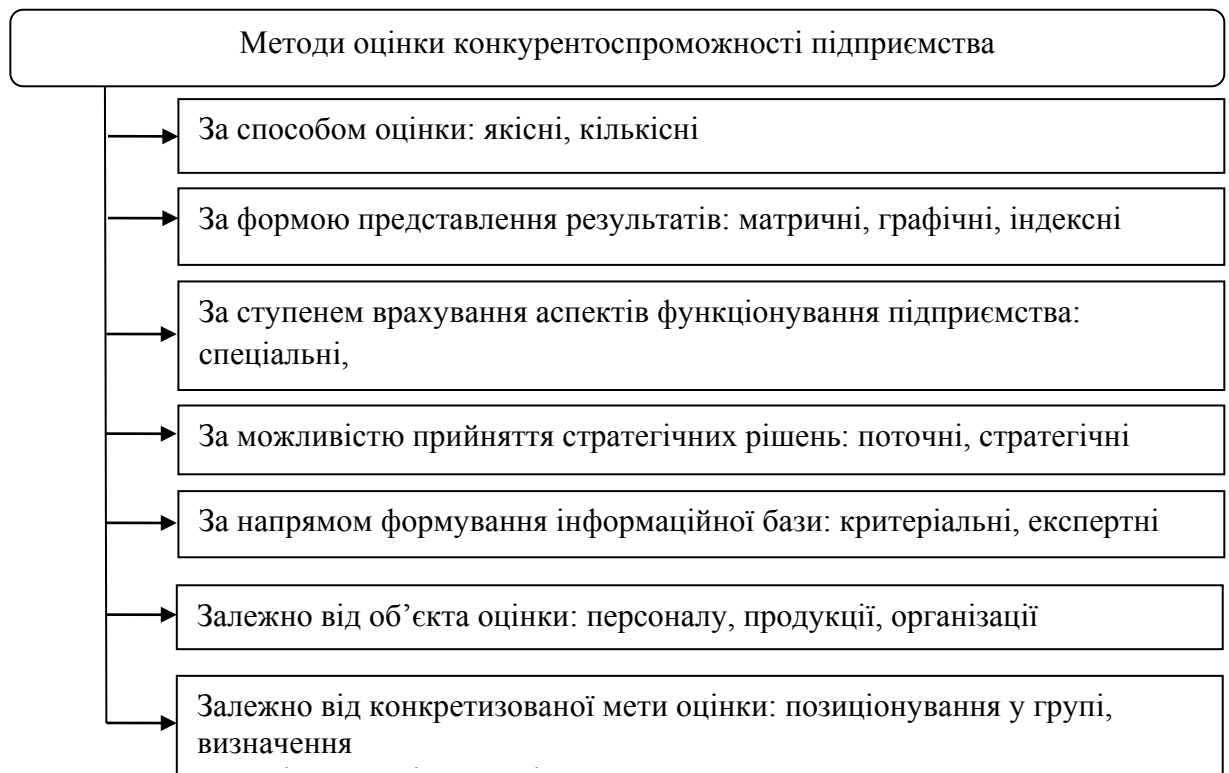 Методи оцінки конкурентоспроможності підприємства
За способом оцінки: якісні, кількісні
За формою представлення результатів: матричні, графічні, індексні
За ступенем врахування аспектів функціонування підприємства:
спеціальні,
За можливістю прийняття стратегічних рішень: поточні, стратегічні
За напрямом формування інформаційної бази: критеріальні, експертні
Залежно від об’єкта оцінки: персоналу, продукції, організації
Залежно від конкретизованої мети оцінки: позиціонування у групі,
визначення